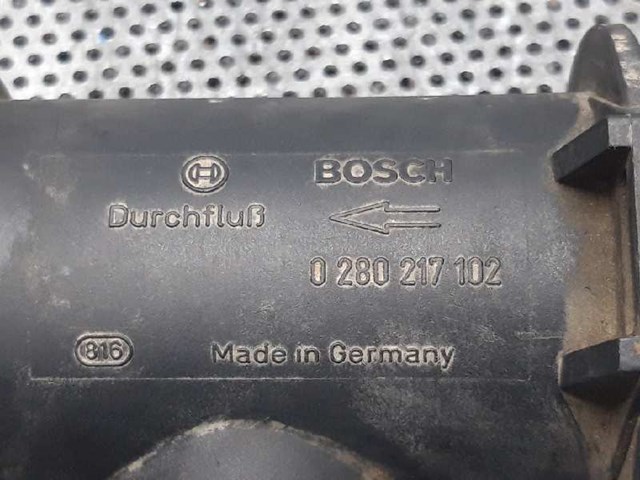 BOSCH
Durchfluß
0 280 217 102
816 Made in Germany